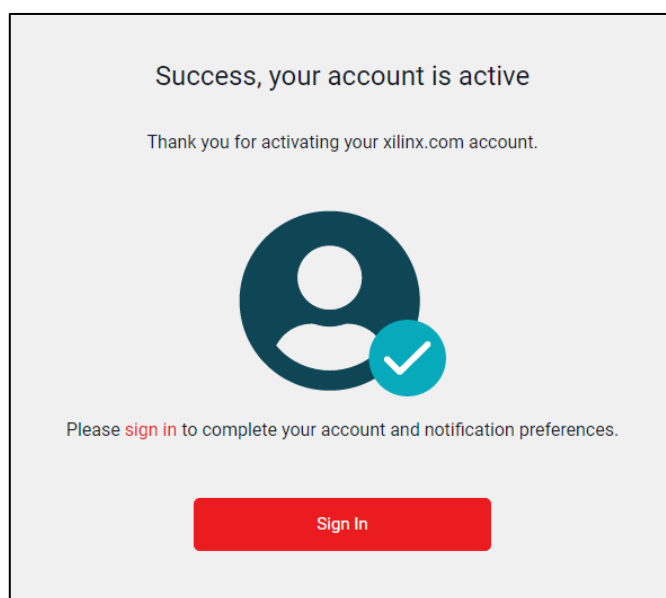 Success, your account is active
Thank you for activating your xilinx.com account.
Please sign in to complete your account and notification preferences.
Sign In